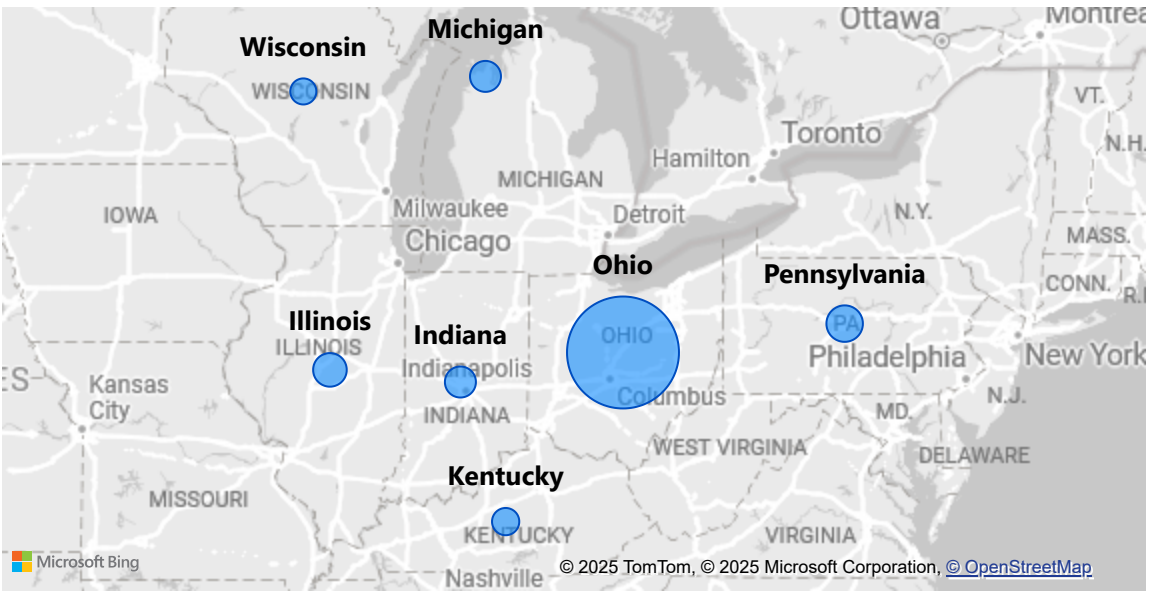 Ottawa
Montrea
Michigan
Wisconsin
WISCONSIN
VT.
Toronto
N.H.
Hamilton
MICHIGAN
IOWA
Milwaukee
Detroit
N.Y.
Chicago
MASS.
Ohio
Pennsylvania
CONN.
R.I
Illinois
Indiana
PA
OHIO
ILLINOIS
Philadelphia
New York
Indianapolis
ES
Kansas
City
Columbus
N.J.
INDIANA
MD.
WEST VIRGINIA
DELAWARE
Kentucky
MISSOURI
KENTUCKY
VIRGINIA
Microsoft Bing
Nashville
© 2025 TomTom, © 2025 Microsoft Corporation, © OpenStreetMap